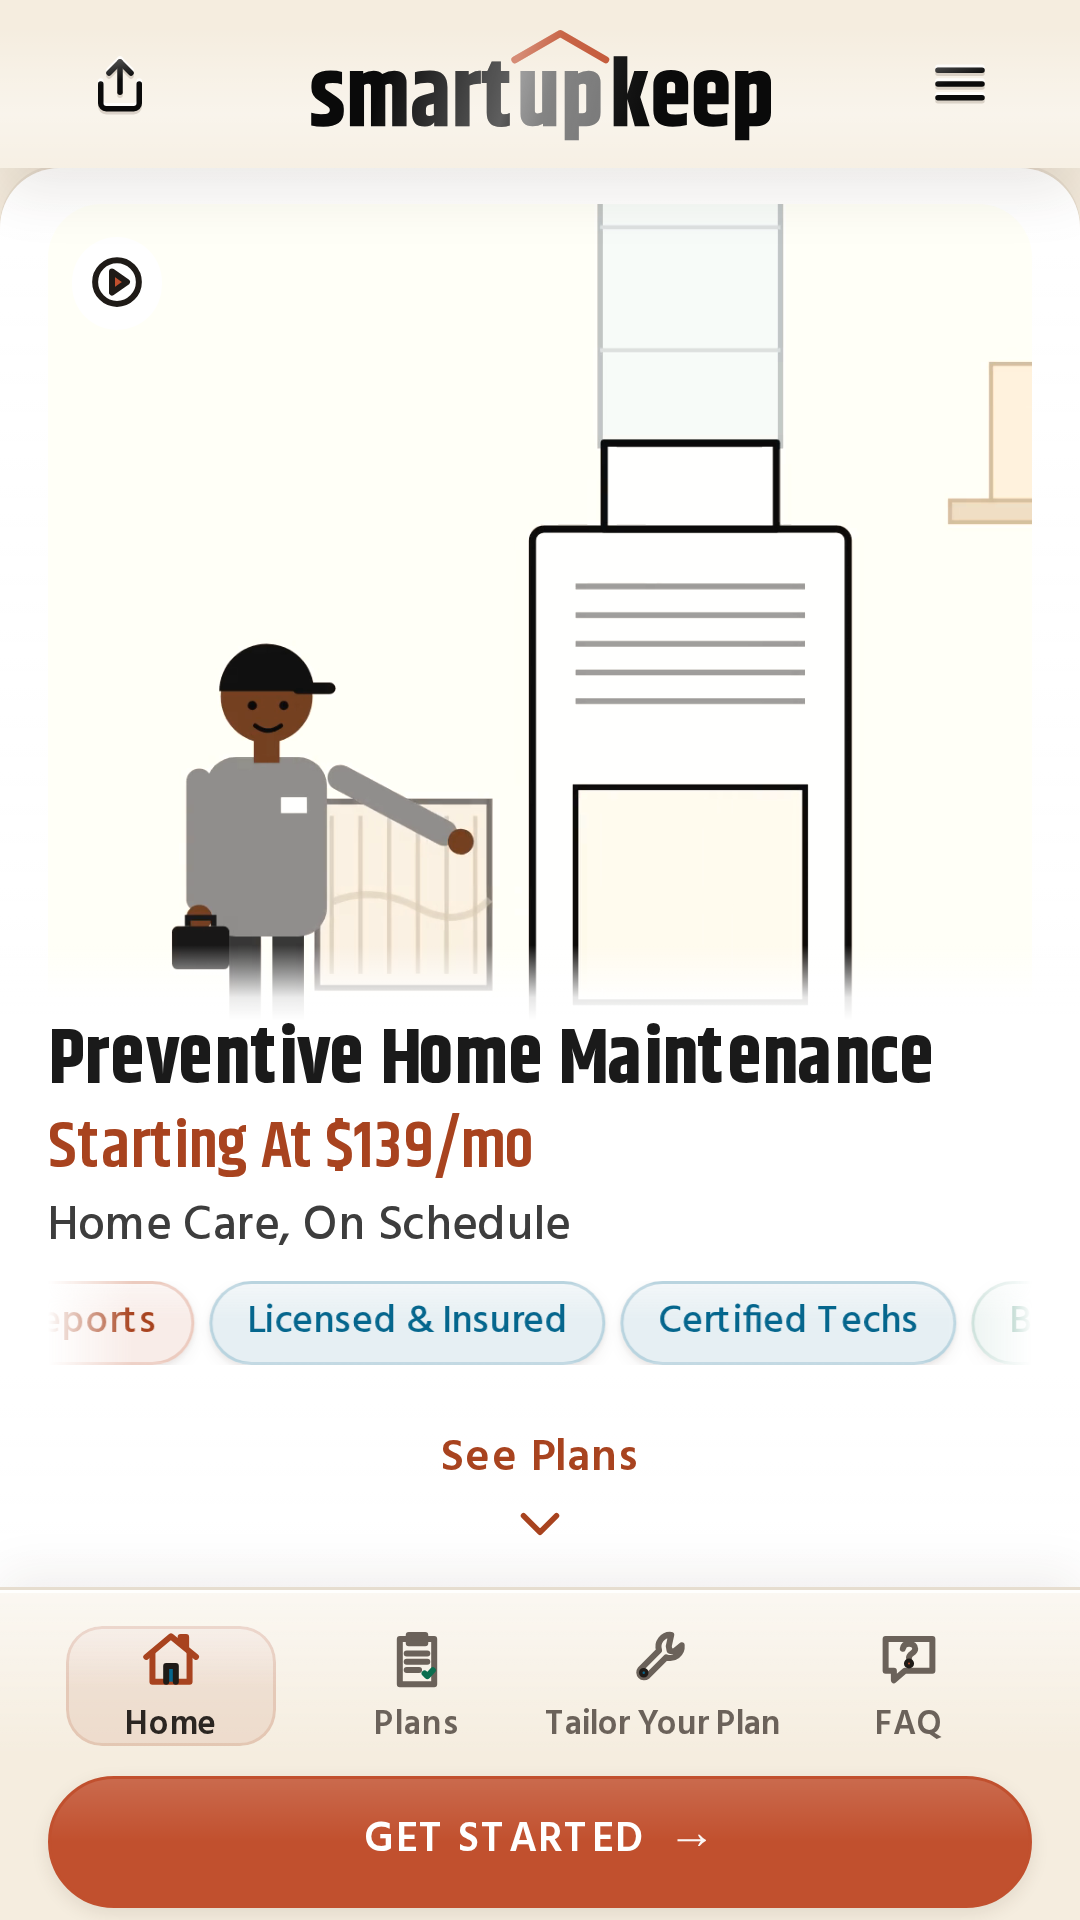 smartupkeep
Preventive Home Maintenance
Starting At $139/mo
Home Care, On Schedule
Licensed & Insured
Certified Techs
See Plans
Home
Plans
Tailor Your Plan
FAQ
GET STARTED →